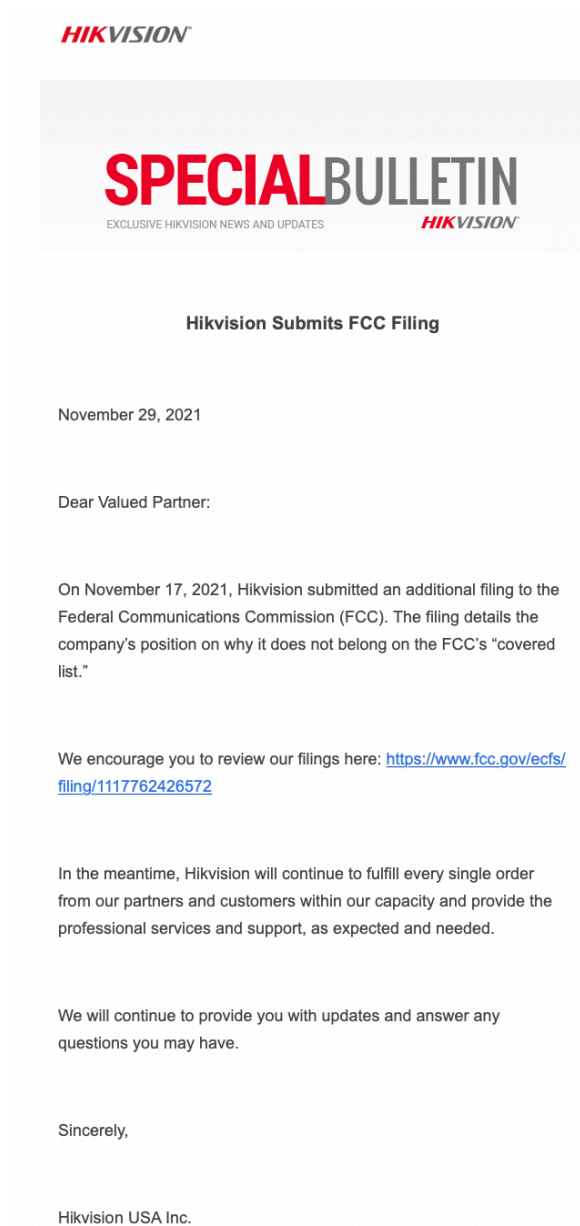 HIKVISION®
SPECIALBULLETIN
EXCLUSIVE HIKVISION NEWS AND UPDATES
HIKVISION®
Hikvision Submits FCC Filing
November 29, 2021
Dear Valued Partner:
On November 17, 2021, Hikvision submitted an additional filing to the
Federal Communications Commission (FCC). The filing details the
company’s position on why it does not belong on the FCC’s “covered
list.”
We encourage you to review our filings here: https://www.fcc.gov/ecfs/
filing/1117762426572
In the meantime, Hikvision will continue to fulfill every single order
from our partners and customers within our capacity and provide the
professional services and support, as expected and needed.
We will continue to provide you with updates and answer any
questions you may have.
Sincerely,
Hikvision USA Inc.